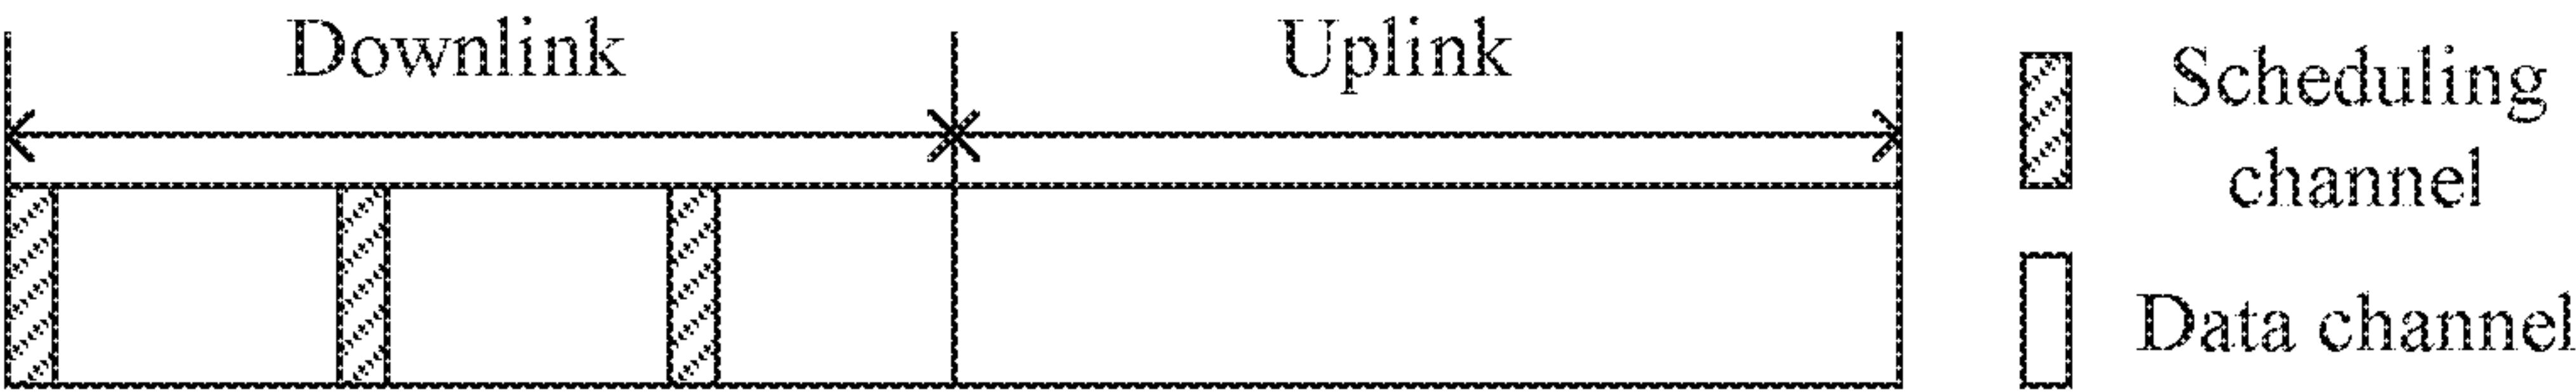 Downlink
Uplink
Scheduling
channel
Data channel